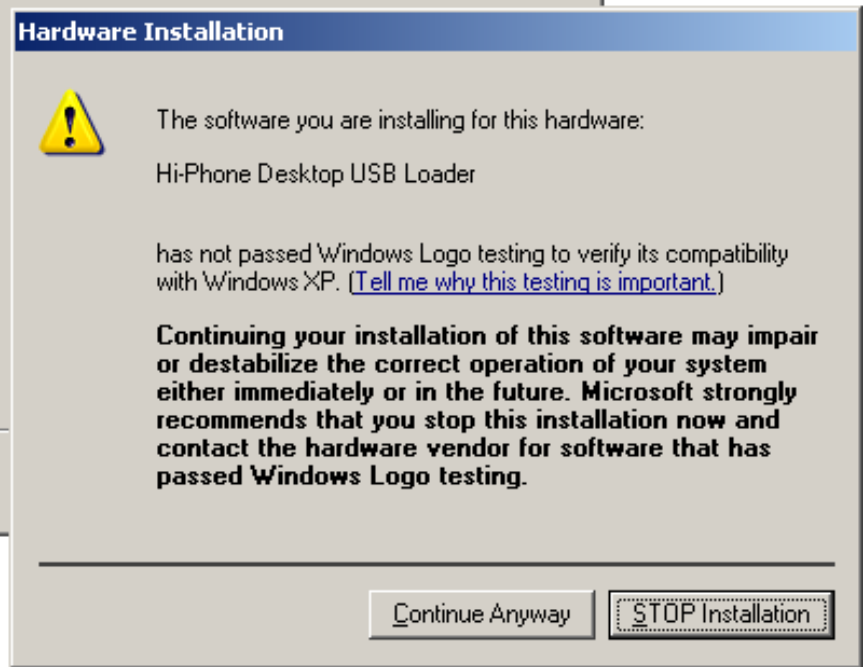 Hardware Installation
The software you are installing for this hardware:
Hi-Phone Desktop USB Loader
has not passed Windows Logo testing to verify its compatibility
with Windows XP. (Tell me why this testing is important.)
Continuing your installation of this software may impair
or destabilize the correct operation of your system
either immediately or in the future. Microsoft strongly
recommends that you stop this installation now and
contact the hardware vendor for software that has
passed Windows Logo testing.
Continue Anyway
STOP Installation